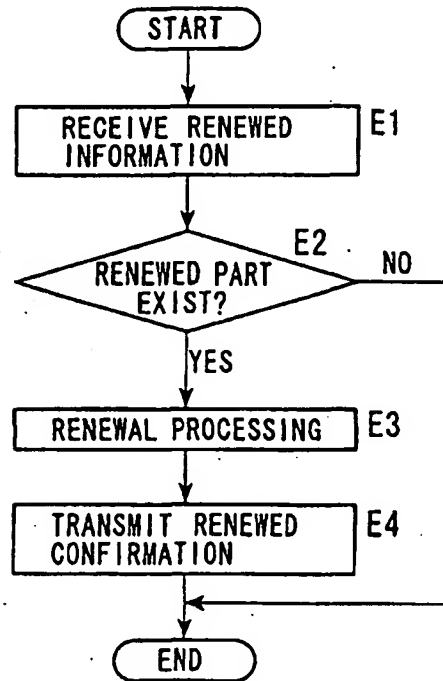 START
RECEIVE RENEWED
INFORMATION
E1
E2
RENEWED PART
EXIST?
NO
YES
RENEWAL PROCESSING
E3
TRANSMIT RENEWED
CONFIRMATION
E4
END